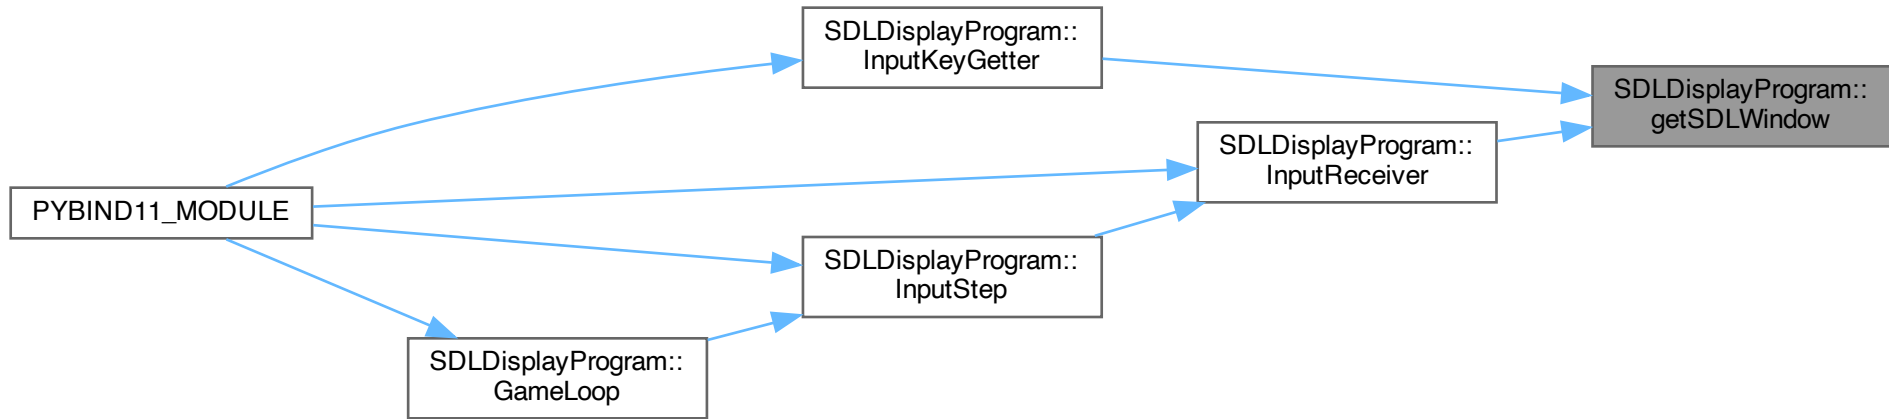 SDLDisplayProgram::
InputKeyGetter
SDLDisplayProgram::
getSDLWindow
SDLDisplayProgram::
InputReceiver
PYBIND11_MODULE
SDLDisplayProgram::
InputStep
SDLDisplayProgram::
GameLoop